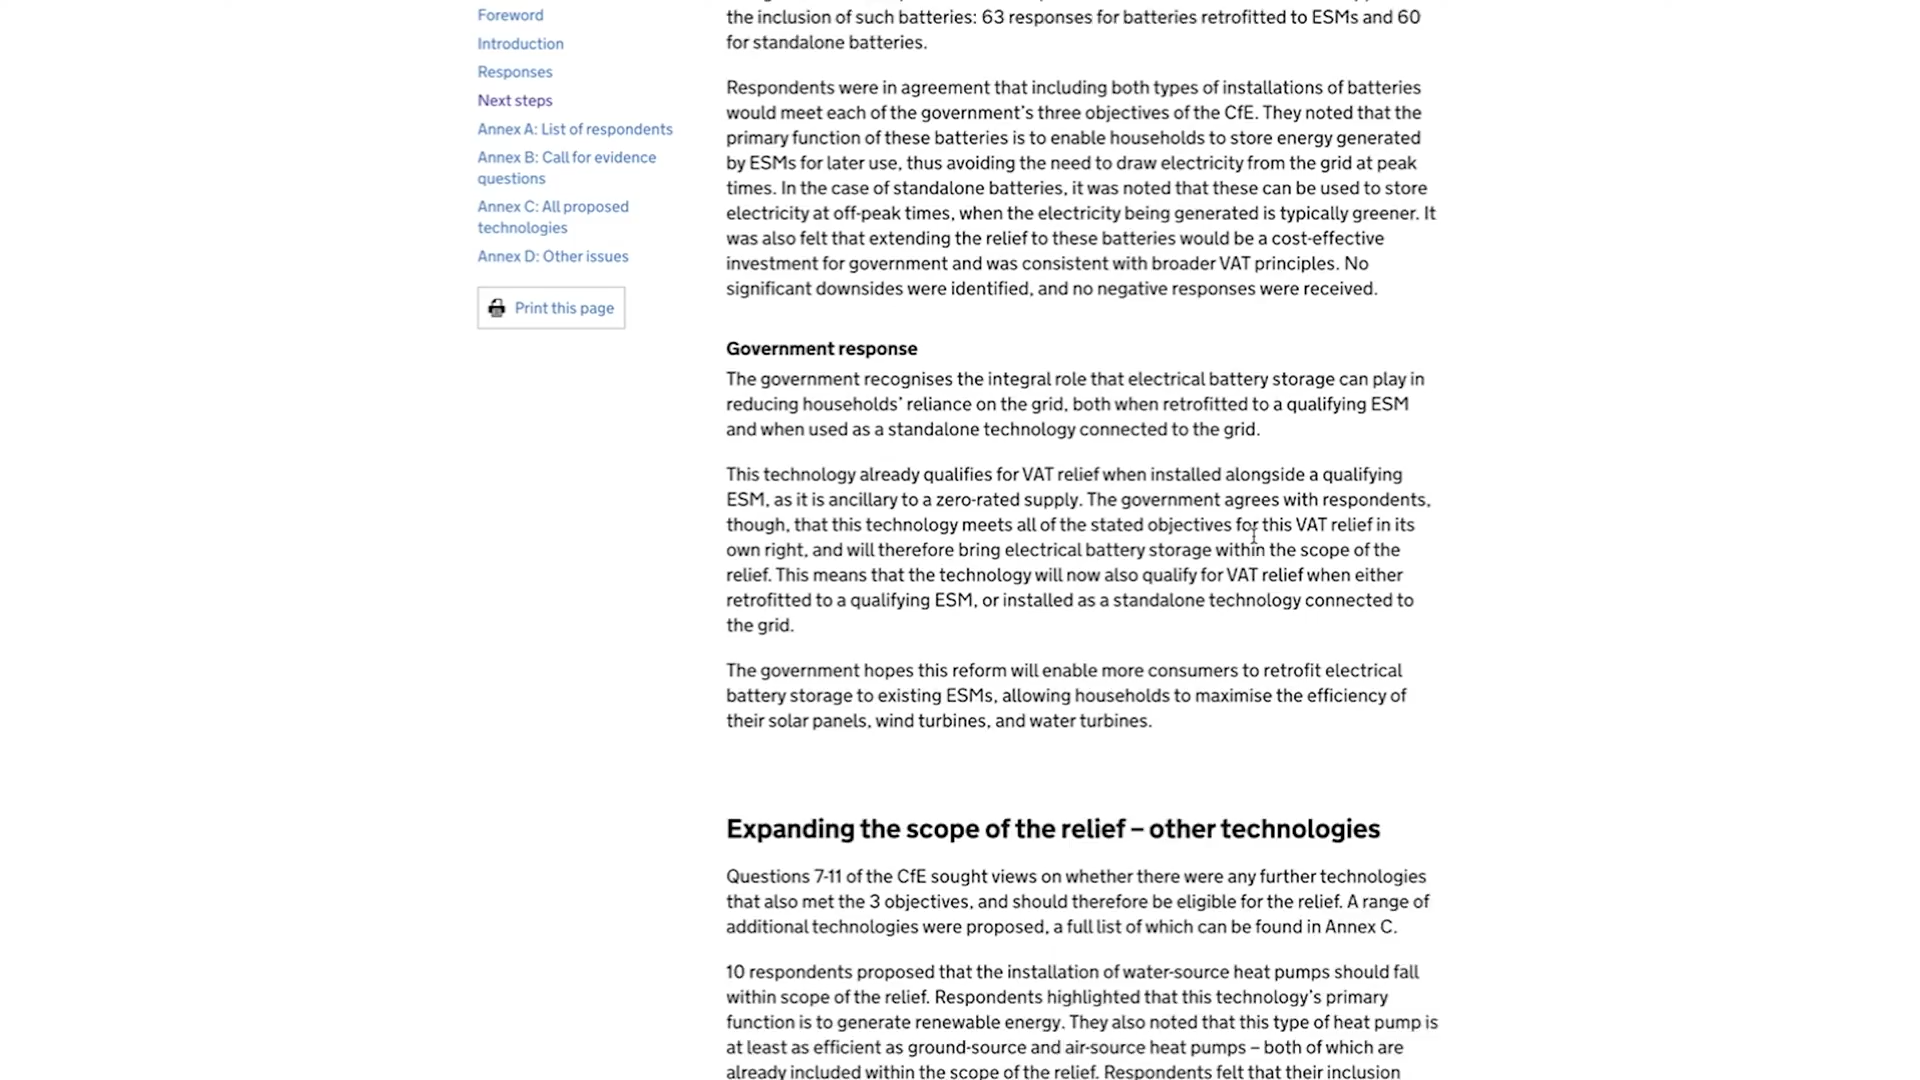 Foreword
Introduction
Responses
Next steps
Annex A: List of respondents
Annex B: Call for evidence
questions
Annex C: All proposed
technologies
Annex D: Other issues
Print this page
the inclusion of such batteries: 63 responses for batteries retrofitted to ESMs and 60
for standalone batteries.
Respondents were in agreement that including both types of installations of batteries
would meet each of the government's three objectives of the CfE. They noted that the
primary function of these batteries is to enable households to store energy generated
by ESMs for later use, thus avoiding the need to draw electricity from the grid at peak
times. In the case of standalone batteries, it was noted that these can be used to store
electricity at off-peak times, when the electricity being generated is typically greener. It
was also felt that extending the relief to these batteries would be a cost-effective
investment for government and was consistent with broader VAT principles. No
significant downsides were identified, and no negative responses were received.
Government response
The government recognises the integral role that electrical battery storage can play in
reducing households' reliance on the grid, both when retrofitted to a qualifying ESM
and when used as a standalone technology connected to the grid.
This technology already qualifies for VAT relief when installed alongside a qualifying
ESM, as it is ancillary to a zero-rated supply. The government agrees with respondents,
though, that this technology meets all of the stated objectives for this VAT relief in its
own right, and will therefore bring electrical battery storage within the scope of the
relief. This means that the technology will now also qualify for VAT relief when either
retrofitted to a qualifying ESM, or installed as a standalone technology connected to
the grid.
The government hopes this reform will enable more consumers to retrofit electrical
battery storage to existing ESMs, allowing households to maximise the efficiency of
their solar panels, wind turbines, and water turbines.
Expanding the scope of the relief – other technologies
Questions 7-11 of the CfE sought views on whether there were any further technologies
that also met the 3 objectives, and should therefore be eligible for the relief. A range of
additional technologies were proposed, a full list of which can be found in Annex C.
10 respondents proposed that the installation of water-source heat pumps should fall
within scope of the relief. Respondents highlighted that this technology's primary
function is to generate renewable energy. They also noted that this type of heat pump is
at least as efficient as ground-source and air-source heat pumps – both of which are
already included within the scope of the relief. Respondents felt that their inclusion